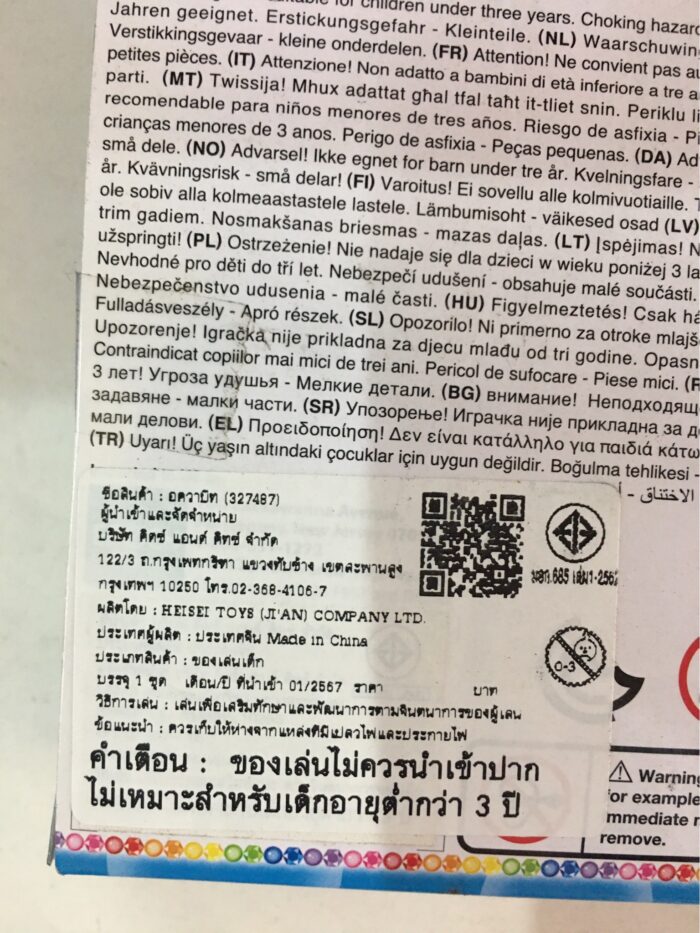 suitable for children under three years. Choking hazard
Jahren geeignet. Erstickungsgefahr - Kleinteile. (NL) Waarschuwing
Verstikkingsgevaar - kleine onderdelen. (FR) Attention! Ne convient pas au
petites pièces. (IT) Attenzione! Non adatto a bambini di età inferiore a tre a
parti. (MT) Twissija! Mhux adattat għal tfal taħt it-tliet snin. Periklu li
recomendable para niños menores de tres años. Riesgo de asfixia - Pi
crianças menores de 3 anos. Perigo de asfixia - Peças pequenas. (DA) Ad
små dele. (NO) Advarsel! Ikke egnet for barn under tre år. Kvelningsfare -
år. Kvävningsrisk - små delar! (FI) Varoitus! Ei sovellu alle kolmivuotiaille. T
ole sobiv alla kolmeaastastele lastele. Lämbumisoht - väikesed osad (LV)
trim gadiem. Nosmakšanas briesmas - mazas daļas. (LT) Įspėjimas! N
užspringti! (PL) Ostrzeżenie! Nie nadaje się dla dzieci w wieku poniżej 3 la
Nevhodné pro děti do tří let. Nebezpečí udušení - obsahuje malé součásti.
Nebezpečenstvo udusenia - malé časti. (HU) Figyelmeztetés! Csak há
Fulladásveszély - Apró részek. (SL) Opozorilo! Ni primerno za otroke mlajš
Upozorenje! Igračka nije prikladna za djecu mlađu od tri godine. Opasn
Contraindicat copiilor mai mici de trei ani. Pericol de sufocare - Piese mici. (R
3 лет! Угроза удушья - Мелкие детали. (BG) внимание! Неподходящ
задавяне - малки части. (SR) Упозорење! Играчка није прикладна за д
мали делови. (EL) Προειδοποίηση! Δεν είναι κατάλληλο για παιδιά κάτω
(TR) Uyarı! Üç yaşın altındaki çocuklar için uygun değildir. Boğulma tehlikesi -
الاختناق - أ
ชื่อสินค้า : อควาบิท (327487)
ผู้นำเข้าและจัดจำหน่าย
บริษัท คิดซ์ แอนด์ คิทซ์ จำกัด
122/3 ถ.กรุงเทพกรีฑา แขวงทับช้าง เขตสะพานสูง
กรุงเทพฯ 10250 โทร.02-368-4106-7
ผลิตโดย : HEISEI TOYS (JI'AN) COMPANY LTD.
ประเทศผู้ผลิต : ประเทศจีน Made in China
ประเภทสินค้า : ของเล่นเด็ก
บรรจุ 1 ชุด เดือน/ปี ที่นำเข้า 01/2567 ราคา บาท
วิธีการเล่น : เล่นเพื่อเสริมทักษะและพัฒนาการตามจินตนาการของผู้เล่น
ข้อแนะนำ : ควรเก็บให้ห่างจากแหล่งที่มีเปลวไฟและประกายไฟ
คำเตือน : ของเล่นไม่ควรนำเข้าปาก
ไม่เหมาะสำหรับเด็กอายุต่ำกว่า 3 ปี
มอก.685 เล่ม1-2562
0-3
Warning
for example
immediate r
remove.